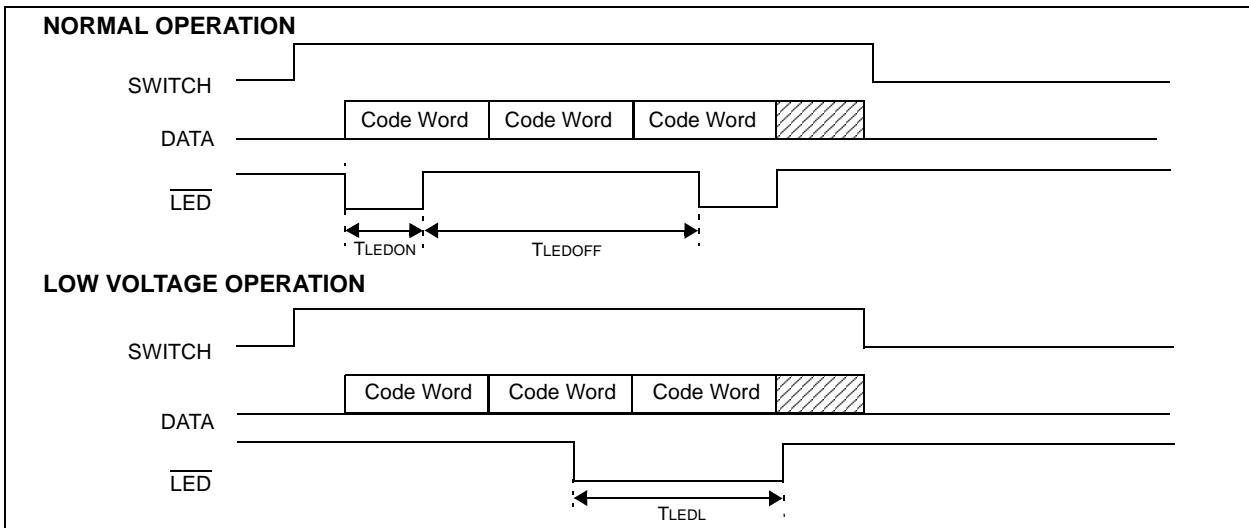 NORMAL OPERATION
SWITCH
Code Word Code Word Code Word
DATA
LED
TLEDON TLEDOFF
LOW VOLTAGE OPERATION
SWITCH
Code Word Code Word Code Word
DATA
LED
TLEDL